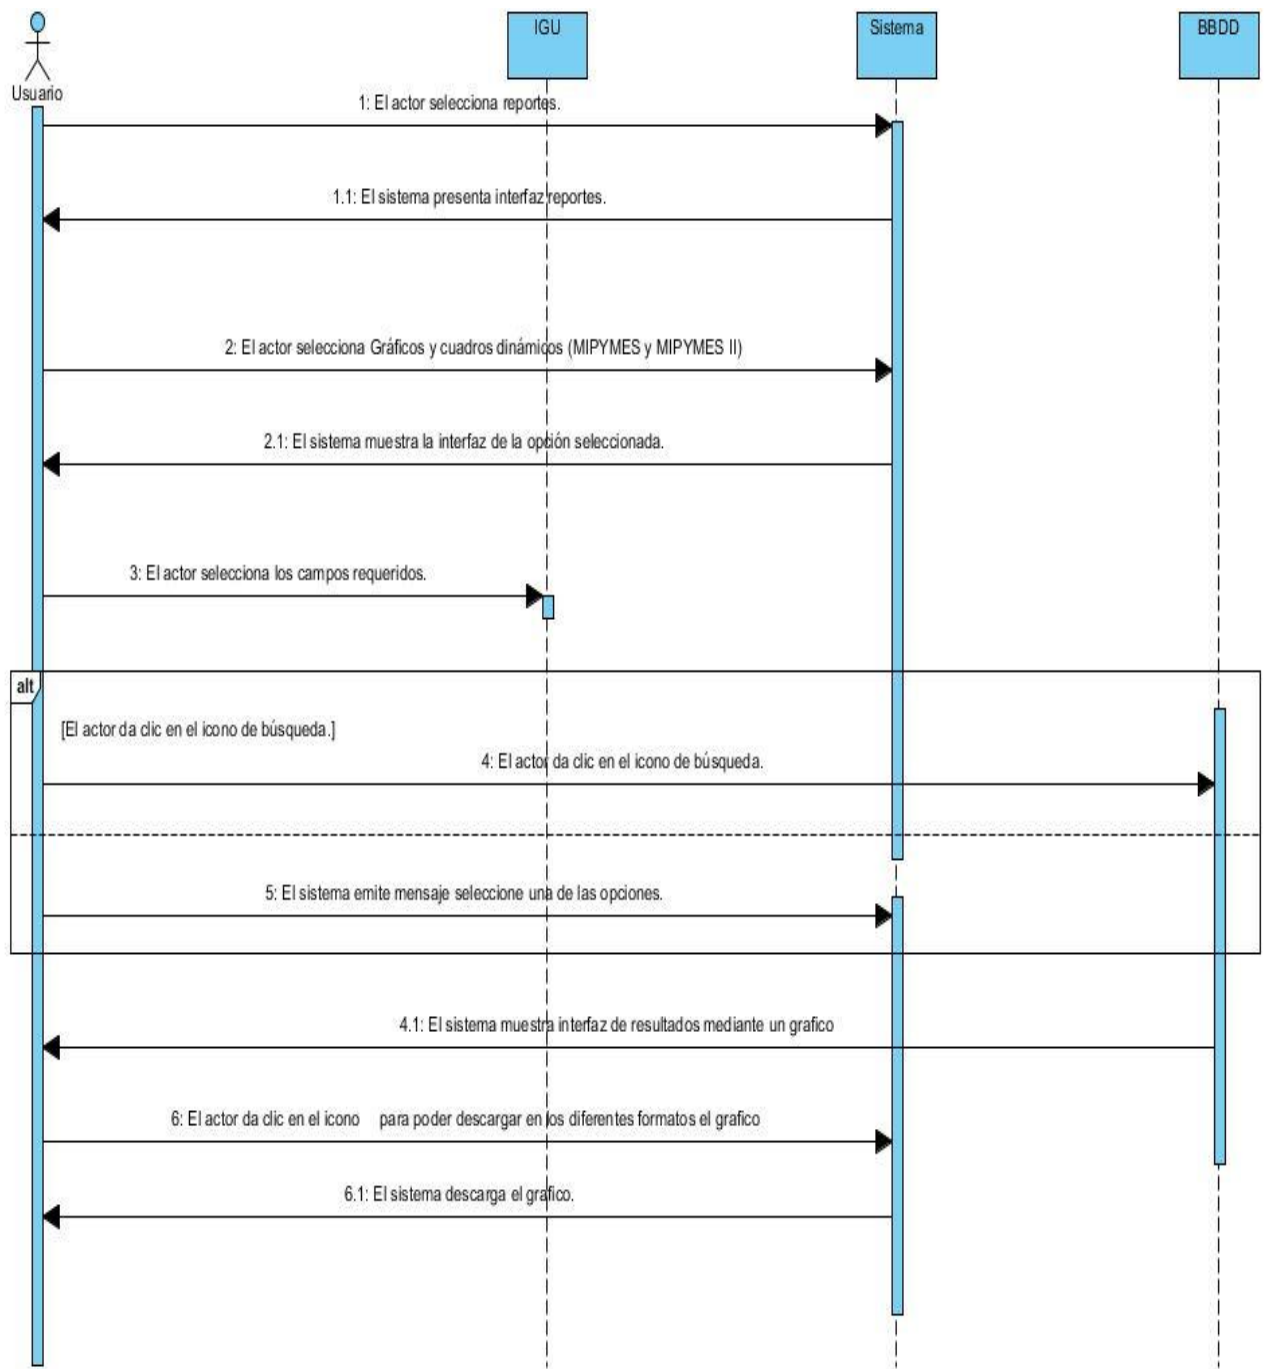 IGU
Sistema
BBDD
Usuario
1: El actor selecciona reportes.
1.1: El sistema presenta interfaz reportes.
2: El actor selecciona Gráficos y cuadros dinámicos (MIPYMES y MIPYMES II)
2.1: El sistema muestra la interfaz de la opción seleccionada.
3: El actor selecciona los campos requeridos.
alt
[El actor da clic en el icono de búsqueda.]
4: El actor da clic en el icono de búsqueda.
5: El sistema emite mensaje seleccione una de las opciones.
4.1: El sistema muestra interfaz de resultados mediante un grafico
6: El actor da clic en el icono para poder descargar en los diferentes formatos el grafico
6.1: El sistema descarga el grafico.